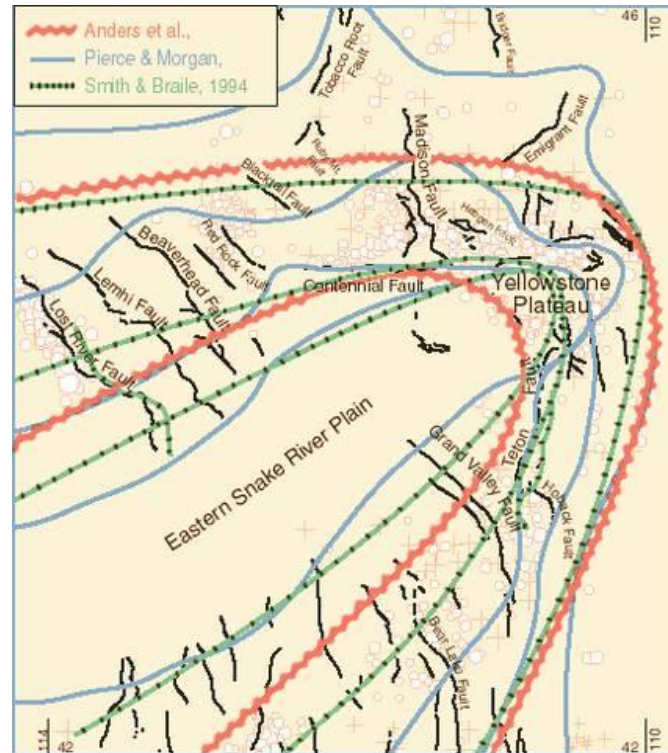 Anders et al.,
Pierce & Morgan,
Smith & Braile, 1994
46
110
Bridger Fault
Tobacco Root
Fault
Emigrant Fault
Madison Fault
Ruby Mt.
Fault
Blacktail Fault
Hebgen Fault
Red Rock Fault
Beaverhead Fault
Lemhi Fault
Lost River Fault
Centennial Fault
Yellowstone
Plateau
Eastern Snake River Plain
Teton Fault
Grand Valley Fault
Hoback Fault
Bear Lake Fault
114
42
42
110